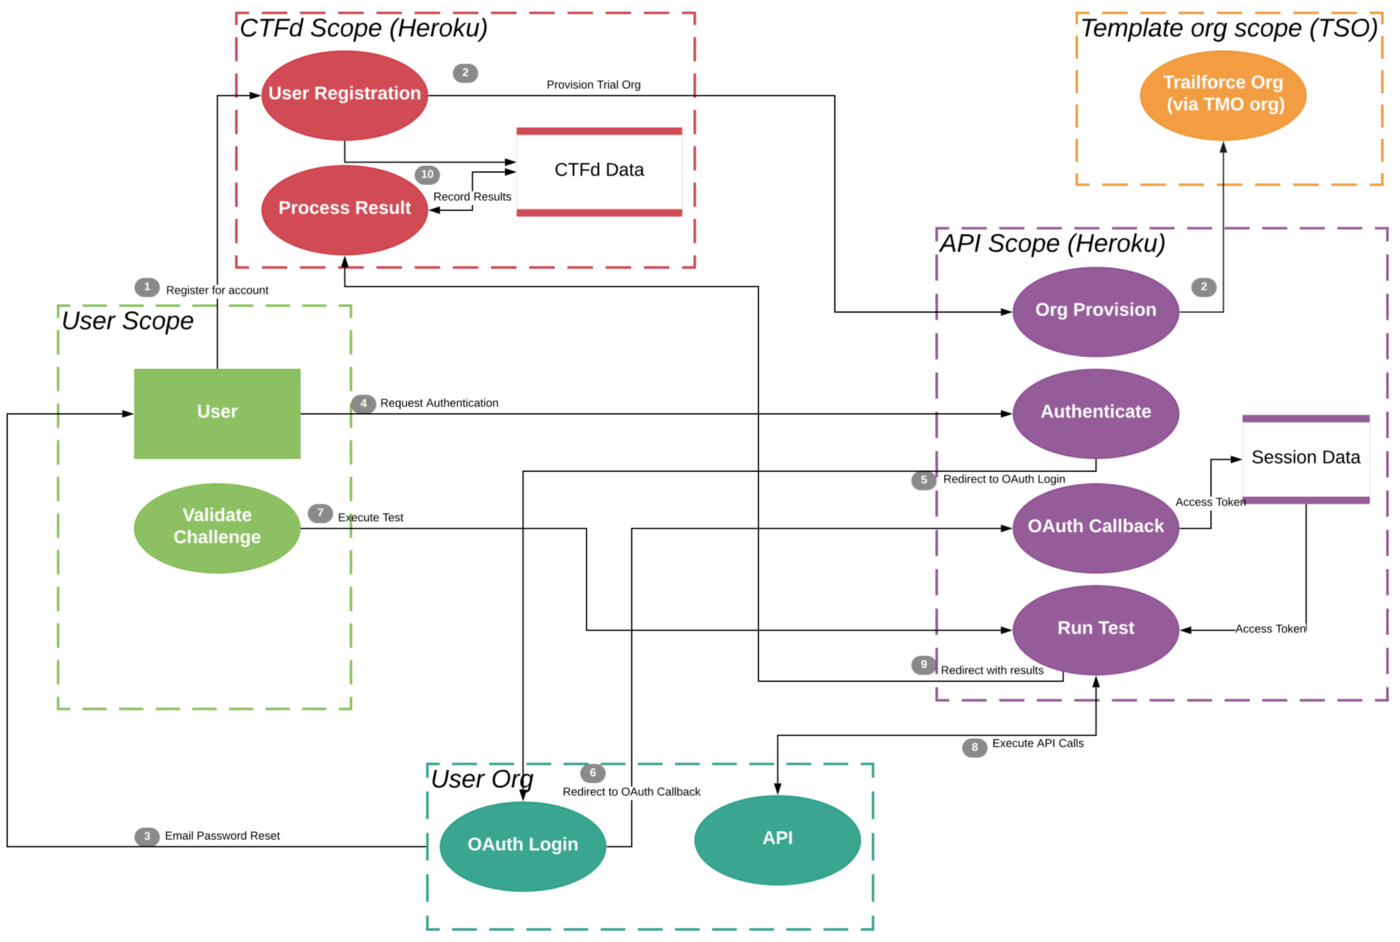 CTFd Scope (Heroku)
Template org scope (TSO)
User Registration
2
Provision Trial Org
Trailforce Org
(via TMO org)
CTFd Data
10
Record Results
Process Result
API Scope (Heroku)
1
Register for account
User Scope
Org Provision
2
User
4
Request Authentication
Authenticate
Session Data
5
Redirect to OAuth Login
Access Token
Validate
Challenge
7
Execute Test
OAuth Callback
Run Test
Access Token
9
Redirect with results
8
Execute API Calls
User Org
6
Redirect to OAuth Callback
3
Email Password Reset
OAuth Login
API